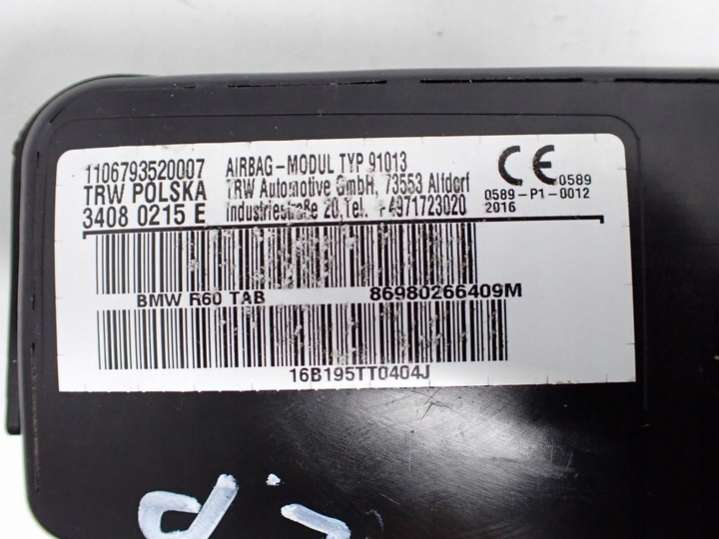 1106793520007 AIRBAG-MODUL TYP 91013
TRW POLSKA TRW Automotive GmbH, 73553 Alfdorf
3408 0215 E Industriestraße 20, Tel. +4971723020
CE 0589
0589-P1-0012
2016
BMW R60 TAB 86980266409M
16B195TT0404J